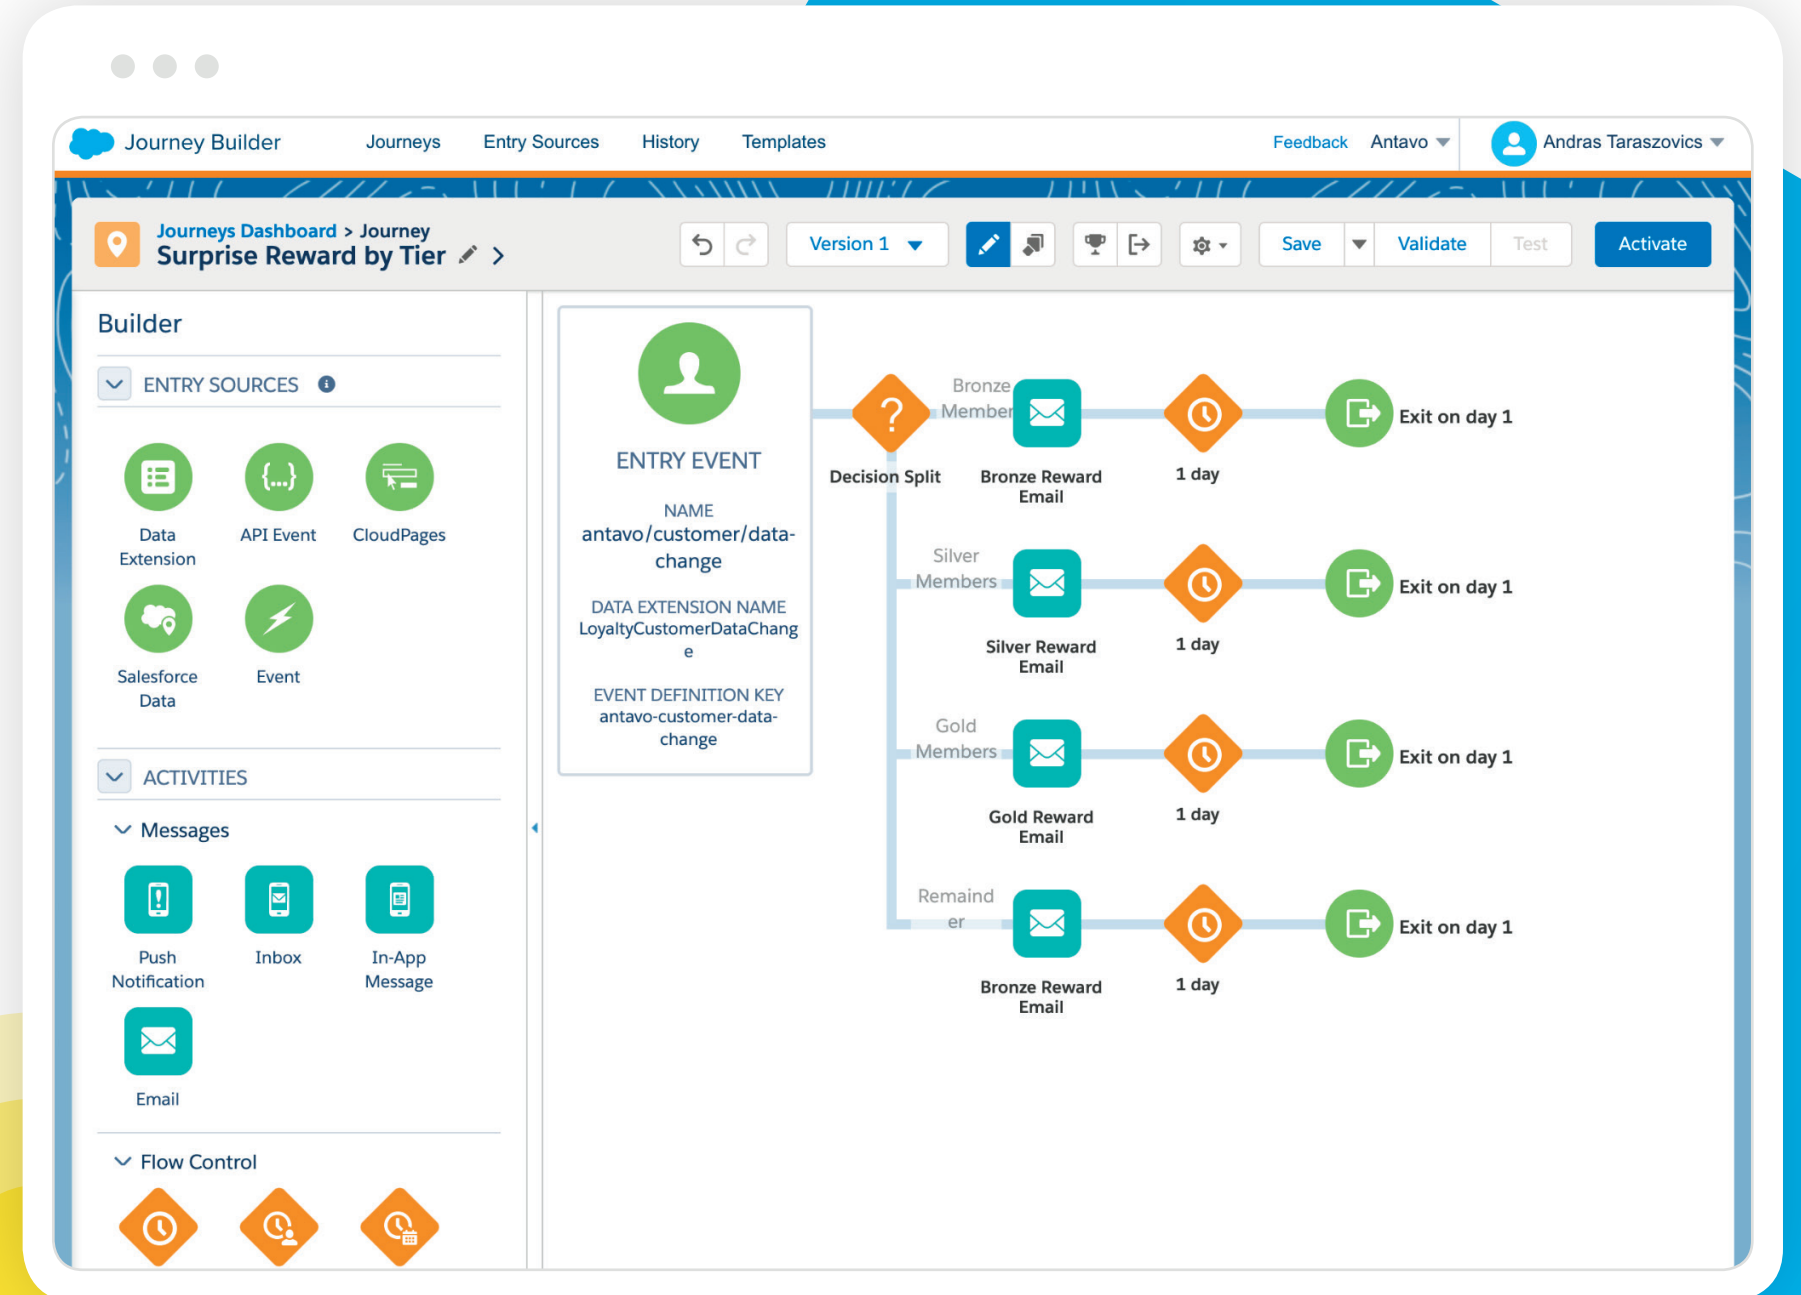 Journey Builder Journeys Entry Sources History Templates Feedback Antavo Andras Taraszovics
Journeys Dashboard > Journey
Surprise Reward by Tier
Version 1 Save Validate Test Activate
Builder
ENTRY SOURCES
Data
Extension
API Event
CloudPages
Salesforce
Data
Event
ACTIVITIES
Messages
Push
Notification
Inbox
In-App
Message
Email
Flow Control
ENTRY EVENT
NAME
antavo/customer/data-
change
DATA EXTENSION NAME
LoyaltyCustomerDataChang
e
EVENT DEFINITION KEY
antavo-customer-data-
change
Decision Split
Bronze
Member
Bronze Reward
Email
1 day
Exit on day 1
Silver
Members
Silver Reward
Email
1 day
Exit on day 1
Gold
Members
Gold Reward
Email
1 day
Exit on day 1
Remaind
er
Bronze Reward
Email
1 day
Exit on day 1